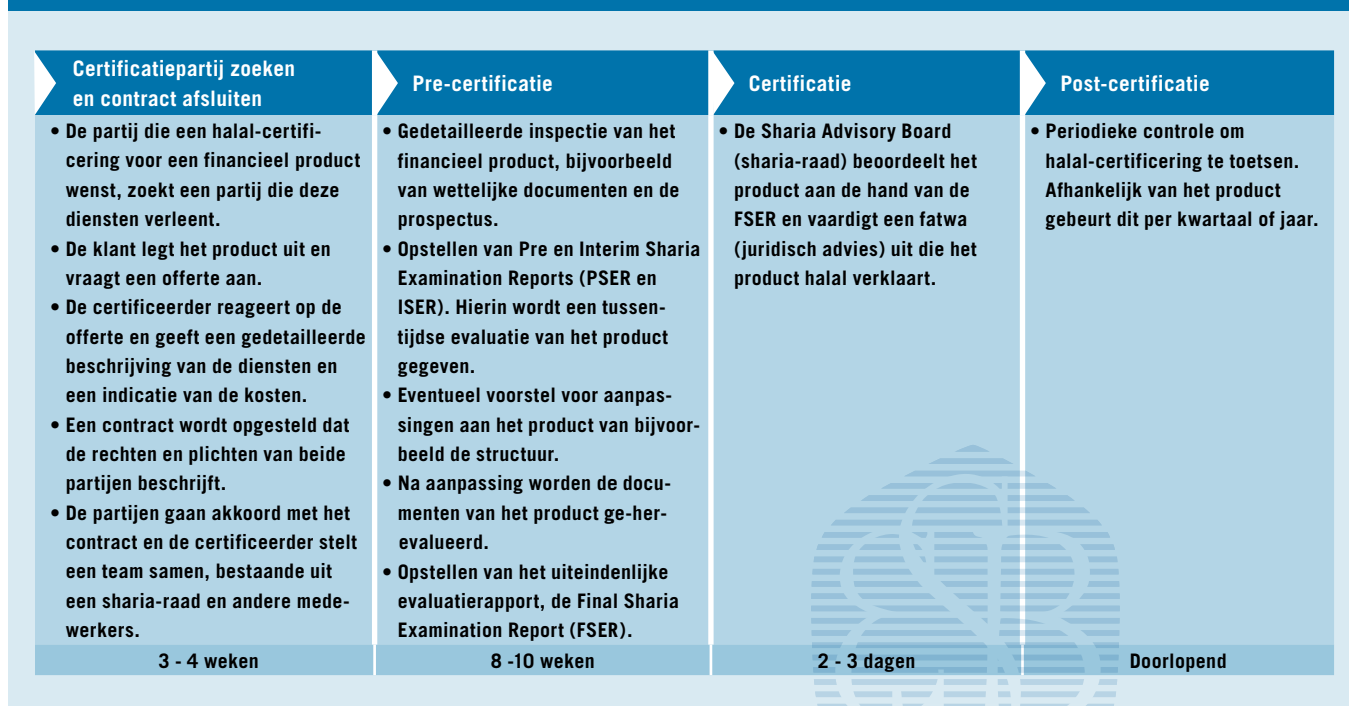 Certificatiepartij zoeken
en contract afsluiten
• De partij die een halal-certifi-
cering voor een financieel product
wenst, zoekt een partij die deze
diensten verleent.
• De klant legt het product uit en
vraagt een offerte aan.
• De certificeerder reageert op de
offerte en geeft een gedetailleerde
beschrijving van de diensten en
een indicatie van de kosten.
• Een contract wordt opgesteld dat
de rechten en plichten van beide
partijen beschrijft.
• De partijen gaan akkoord met het
contract en de certificeerder stelt
een team samen, bestaande uit
een sharia-raad en andere mede-
werkers.
3 - 4 weken
Pre-certificatie
• Gedetailleerde inspectie van het
financieel product, bijvoorbeeld
van wettelijke documenten en de
prospectus.
• Opstellen van Pre en Interim Sharia
Examination Reports (PSER en
ISER). Hierin wordt een tussen-
tijdse evaluatie van het product
gegeven.
• Eventueel voorstel voor aanpas-
singen aan het product van bijvoor-
beeld de structuur.
• Na aanpassing worden de docu-
menten van het product ge-her-
evalueerd.
• Opstellen van het uiteindenlijke
evaluatierapport, de Final Sharia
Examination Report (FSER).
8 -10 weken
Certificatie
• De Sharia Advisory Board
(sharia-raad) beoordeelt het
product aan de hand van de
FSER en vaardigt een fatwa
(juridisch advies) uit die het
product halal verklaart.
2 - 3 dagen
Post-certificatie
• Periodieke controle om
halal-certificering te toetsen.
Afhankelijk van het product
gebeurt dit per kwartaal of jaar.
Doorlopend